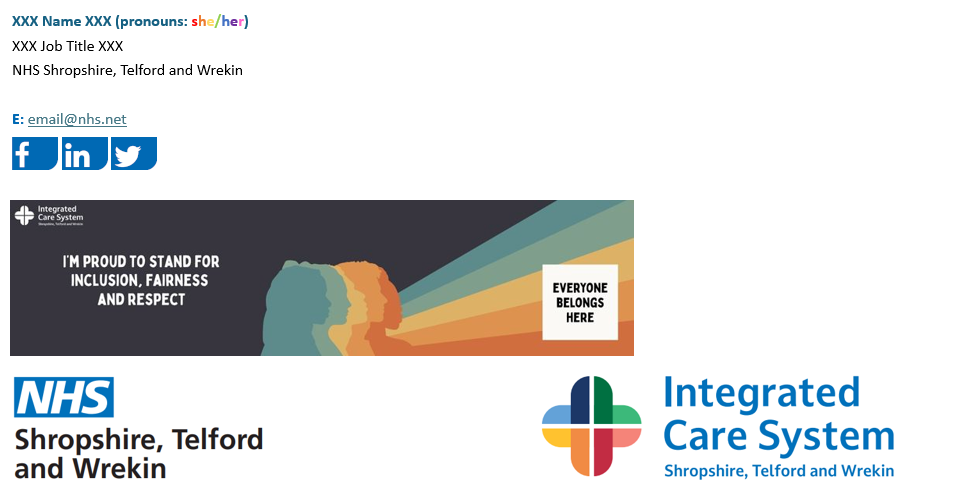 XXX Name XXX (pronouns: she/her)
XXX Job Title XXX
NHS Shropshire, Telford and Wrekin
E: email@nhs.net
f
in
Integrated
Care System
Shropshire, Telford and Wrekin
I'M PROUD TO STAND FOR
INCLUSION, FAIRNESS
AND RESPECT
EVERYONE
BELONGS
HERE
NHS
Shropshire, Telford
and Wrekin
Integrated
Care System
Shropshire, Telford and Wrekin